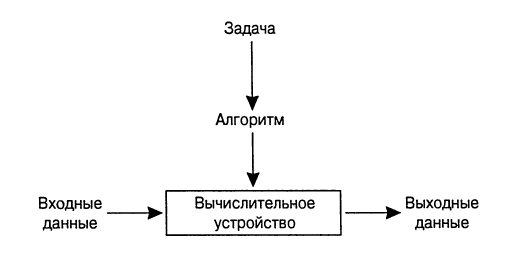 Задача
Алгоритм
Входные
данные
Вычислительное
устройство
Выходные
данные